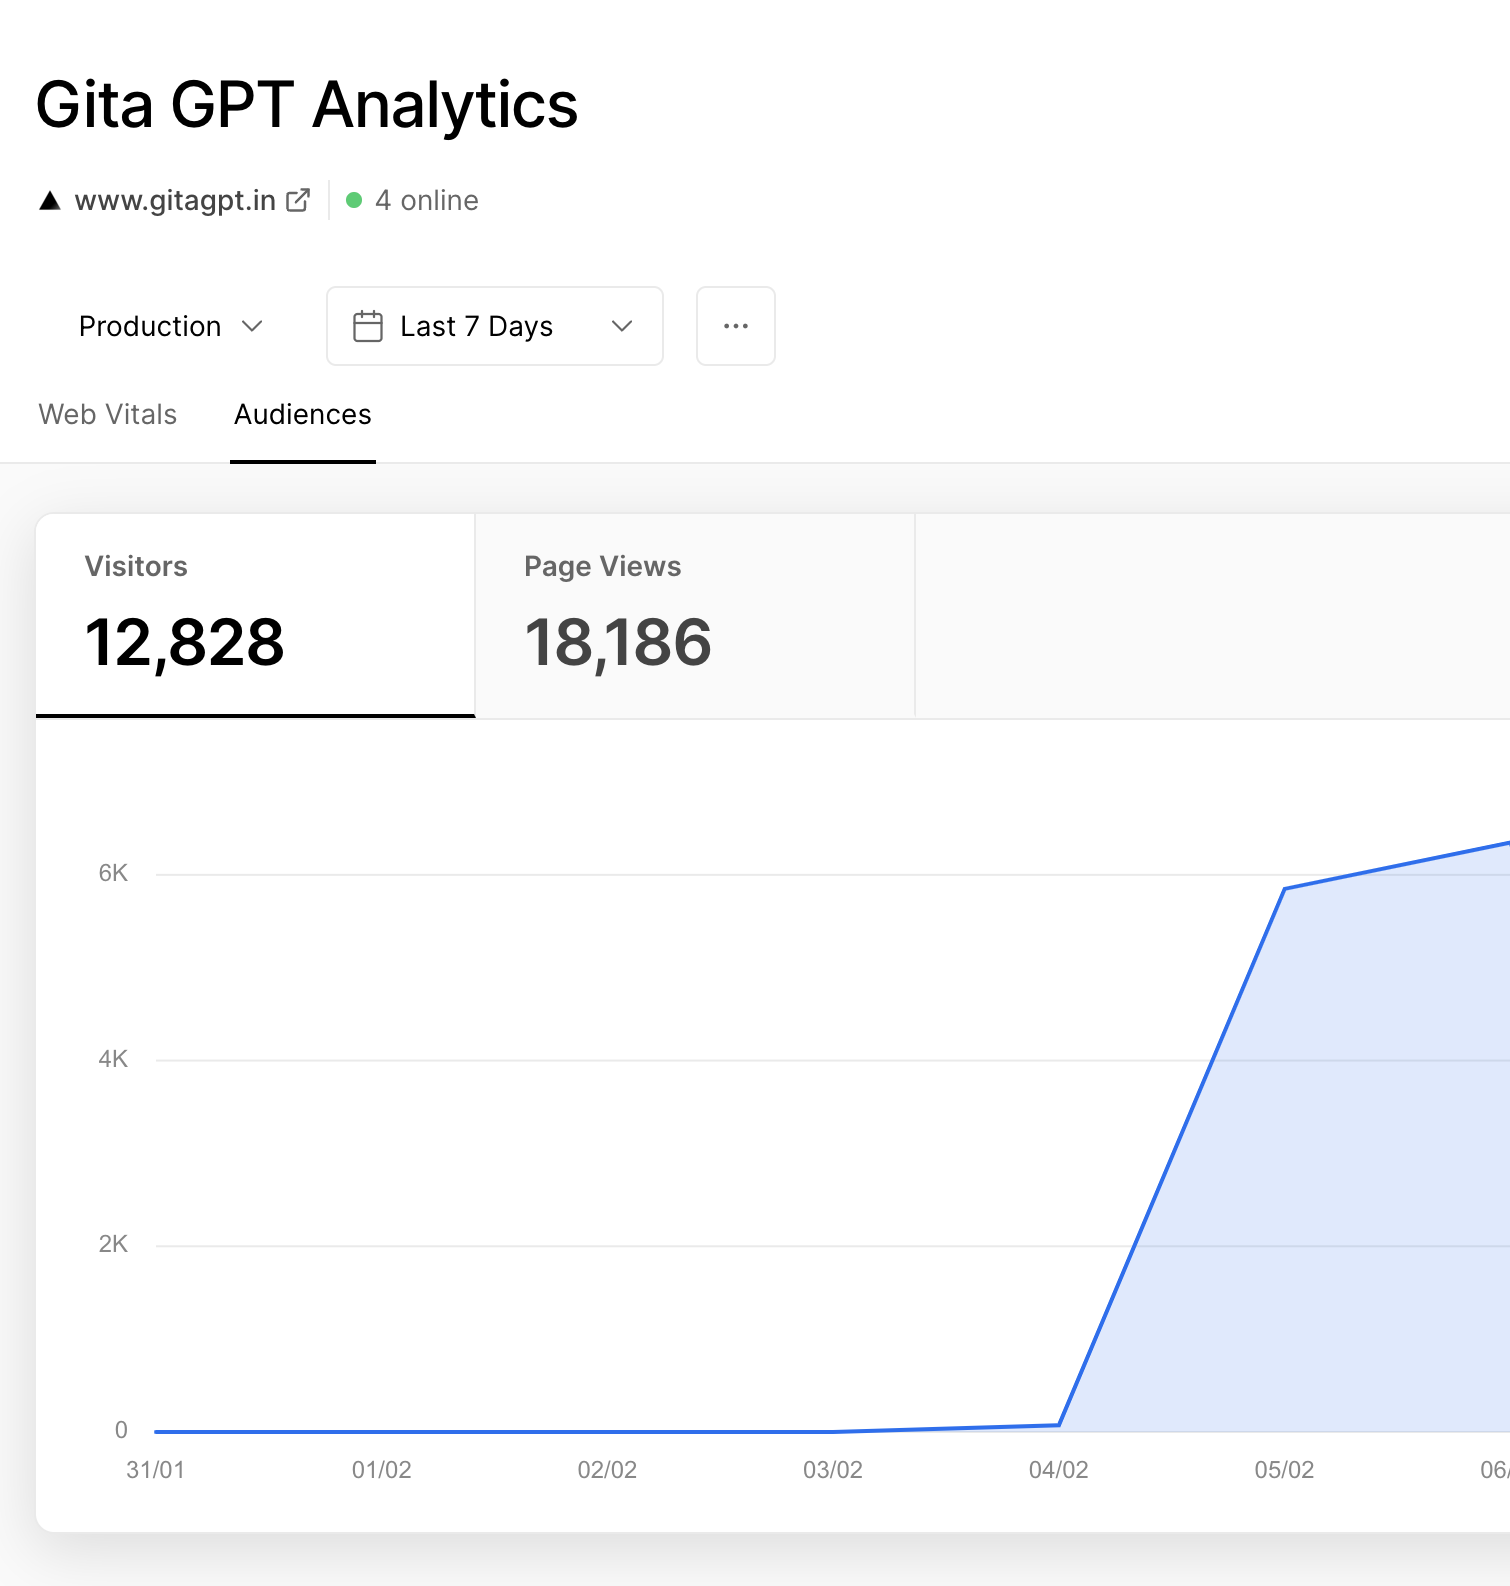 Gita GPT Analytics
www.gitagpt.in 4 online
Production Last 7 Days ...
Web Vitals Audiences
Visitors Page Views
12,828 18,186
6K
4K
2K
0
31/01 01/02 02/02 03/02 04/02 05/02 06/